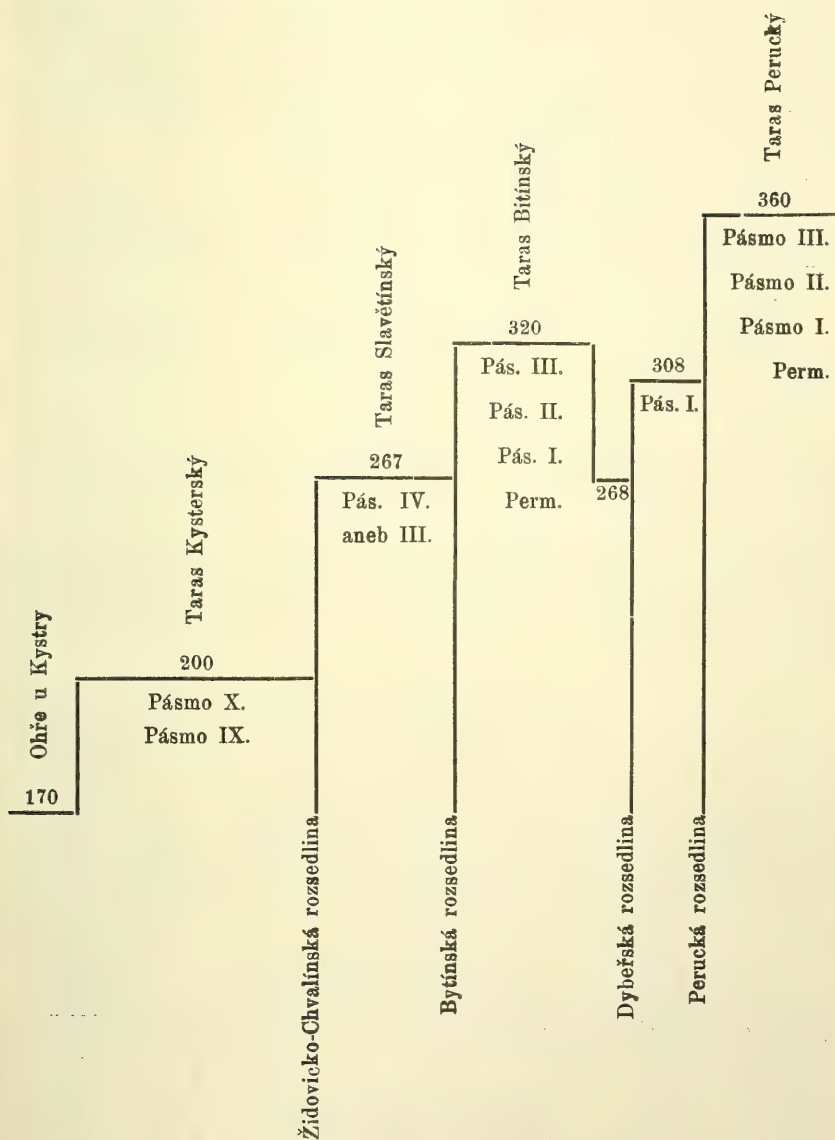 Ohře u Kystry
170
Taras Kysterský
200
Pásmo X.
Pásmo IX.
Židovicko-Chvalínská rozsedlina
Taras Slavětínský
267
Pás. IV.
aneb III.
Bytínská rozsedlina
Taras Bitínský
320
Pás. III.
Pás. II.
Pás. I.
Perm.
268
Dybeřská rozsedlina
308
Pás. I.
Perucká rozsedlina
Taras Perucký
360
Pásmo III.
Pásmo II.
Pásmo I.
Perm.